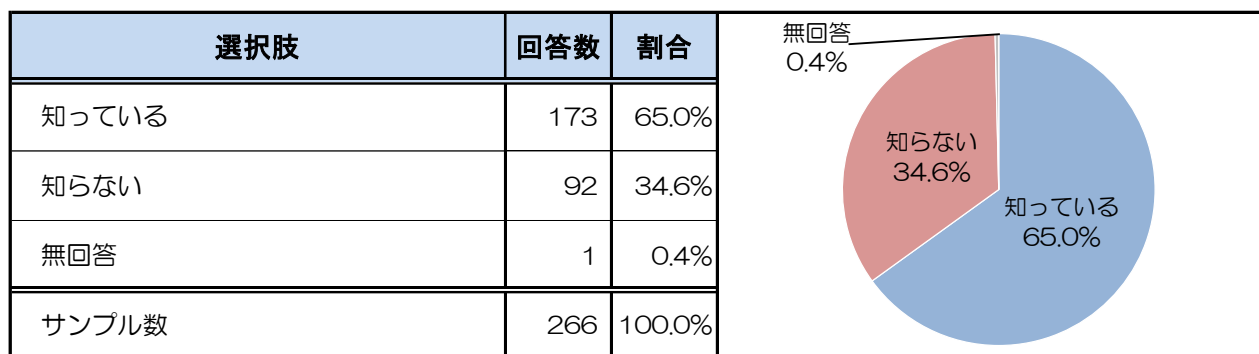 選択肢 回答数 割合
知っている 173 65.0%
知らない 92 34.6%
無回答 1 0.4%
サンプル数 266 100.0%
無回答
0.4%
知らない
34.6%
知っている
65.0%